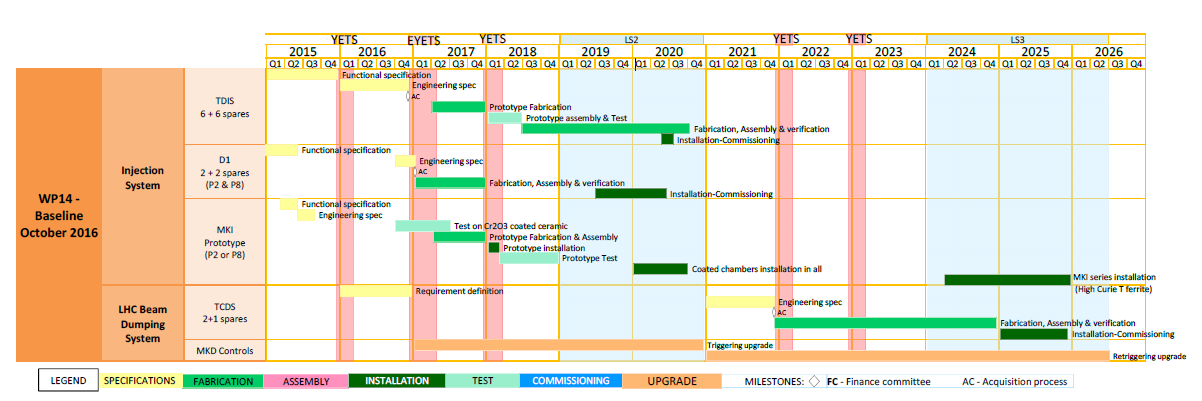 YETS EYETS YETS LS2 YETS YETS LS3
2015 2016 2017 2018 2019 2020 2021 2022 2023 2024 2025 2026
Q1 Q2 Q3 Q4 Q1 Q2 Q3 Q4 Q1 Q2 Q3 Q4 Q1 Q2 Q3 Q4 Q1 Q2 Q3 Q4 Q1 Q2 Q3 Q4 Q1 Q2 Q3 Q4 Q1 Q2 Q3 Q4 Q1 Q2 Q3 Q4 Q1 Q2 Q3 Q4 Q1 Q2 Q3 Q4 Q1 Q2 Q3 Q4
WP14 -
Baseline
October 2016
Injection
System
TDIS
6 + 6 spares
Functional specification
Engineering spec
AC
Prototype Fabrication
Prototype assembly & Test
Fabrication, Assembly & verification
Installation-Commissioning
D1
2 + 2 spares
(P2 & P8)
Functional specification
Engineering spec
AC
Fabrication, Assembly & verification
Installation-Commissioning
MKI
Prototype
(P2 or P8)
Functional specification
Engineering spec
Test on Cr2O3 coated ceramic
Prototype Fabrication & Assembly
Prototype installation
Prototype Test
Coated chambers installation in all
MKI series installation
(High Curie T ferrite)
LHC Beam
Dumping
System
TCDS
2+1 spares
Requirement definition
Engineering spec
AC
Fabrication, Assembly & verification
Installation-Commissioning
MKD Controls
Triggering upgrade
Retriggering upgrade
LEGEND SPECIFICATIONS FABRICATION ASSEMBLY INSTALLATION TEST COMMISSIONING UPGRADE MILESTONES: FC - Finance committee AC - Acquisition process